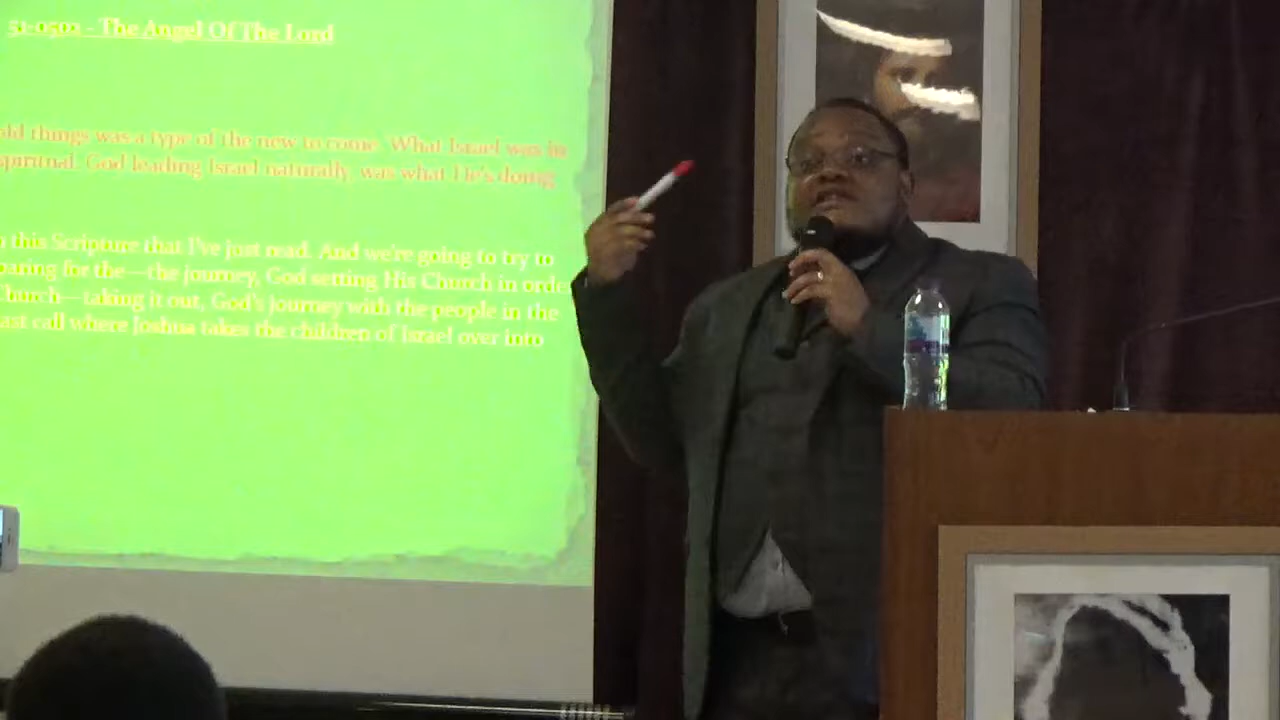 51-0501 - The Angel Of The Lord
old things was a type of the new to come. What Israel was in
spiritual. God leading Israel naturally, was what He's doing
this Scripture that I've just read. And we're going to try to
for the—the journey, God setting His Church in orde
Church—taking it out, God's journey with the people in the
last call where Joshua takes the children of Israel over into